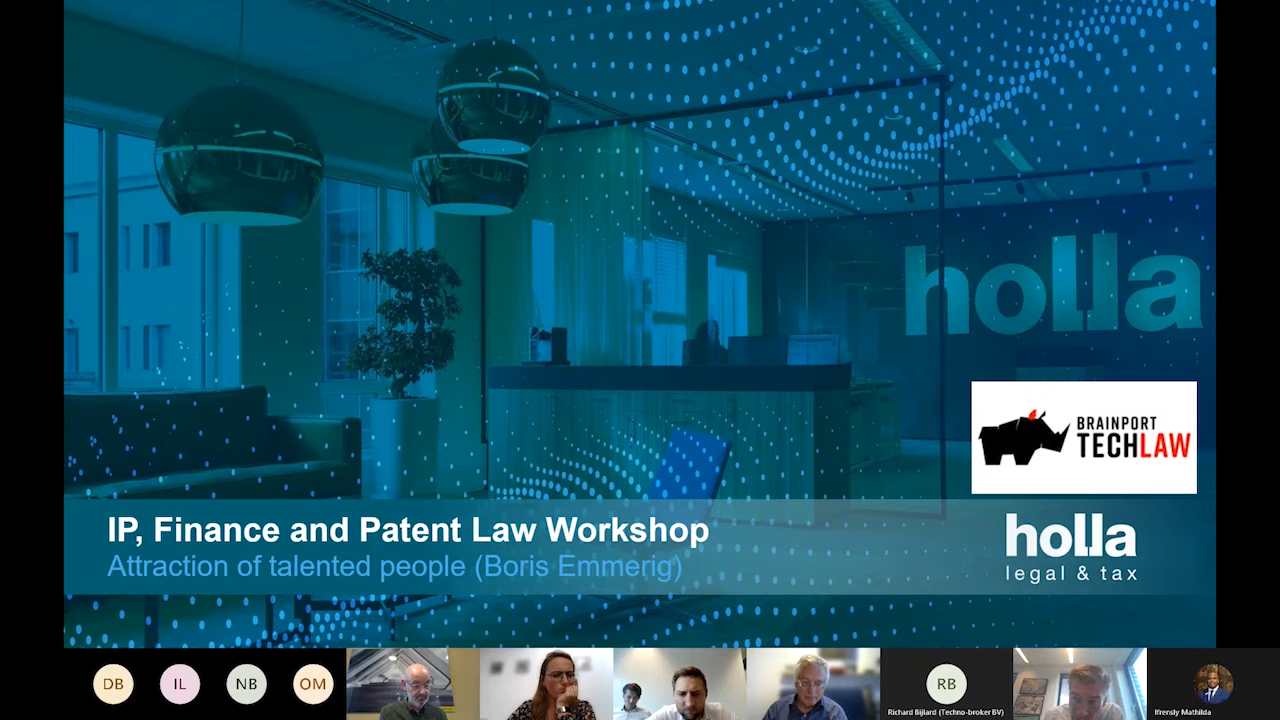 holla
BRAINPORT
TECHLAW
IP, Finance and Patent Law Workshop
Attraction of talented people (Boris Emmerig)
holla
legal & tax
DB
IL
NB
OM
RB
Richard Bijlard (Techno-broker BV)
Ifrensly Mathilda